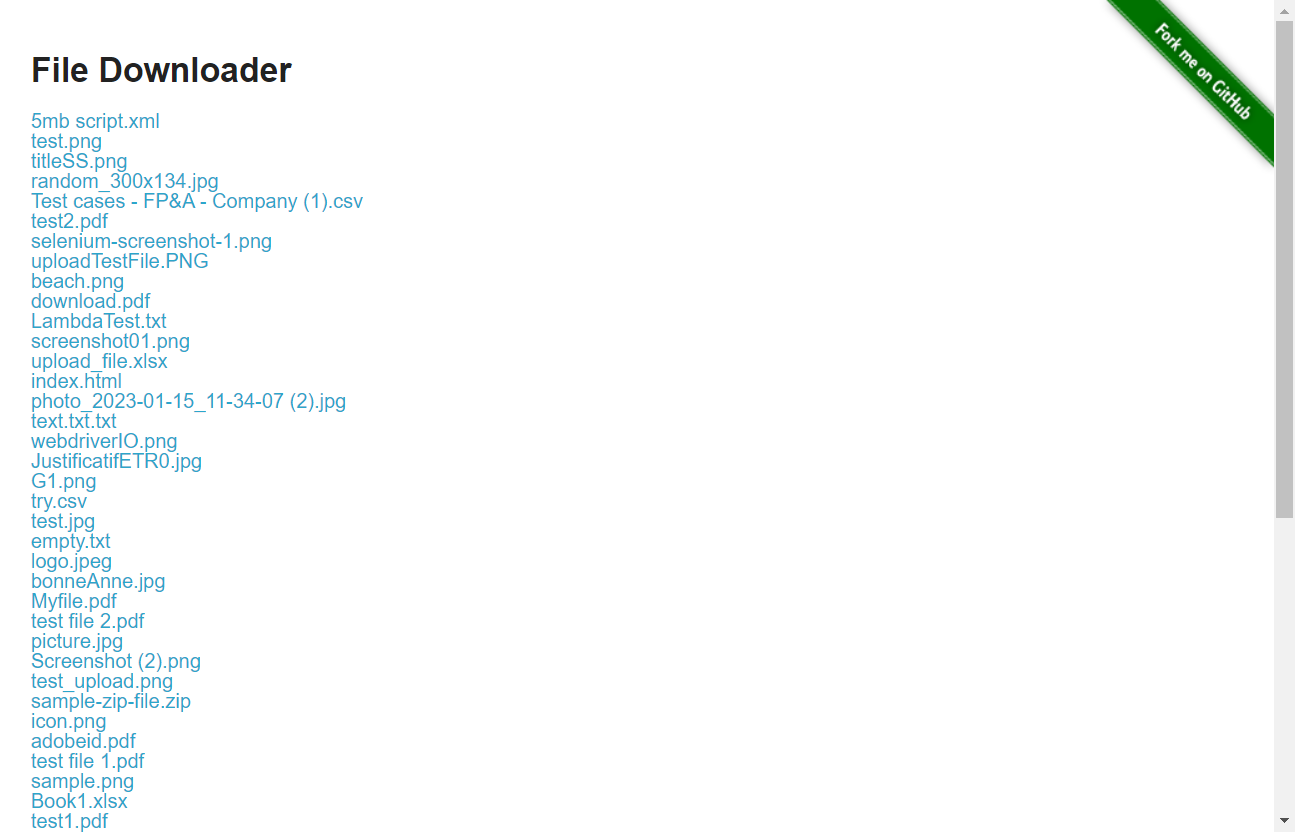 Fork me on GitHub
File Downloader
5mb script.xml
test.png
titleSS.png
random_300x134.jpg
Test cases - FP&A - Company (1).csv
test2.pdf
selenium-screenshot-1.png
uploadTestFile.PNG
beach.png
download.pdf
LambdaTest.txt
screenshot01.png
upload_file.xlsx
index.html
photo_2023-01-15_11-34-07 (2).jpg
text.txt.txt
webdriverIO.png
JustificatifETR0.jpg
G1.png
try.csv
test.jpg
empty.txt
logo.jpeg
bonneAnne.jpg
Myfile.pdf
test file 2.pdf
picture.jpg
Screenshot (2).png
test_upload.png
sample-zip-file.zip
icon.png
adobeid.pdf
test file 1.pdf
sample.png
Book1.xlsx
test1.pdf